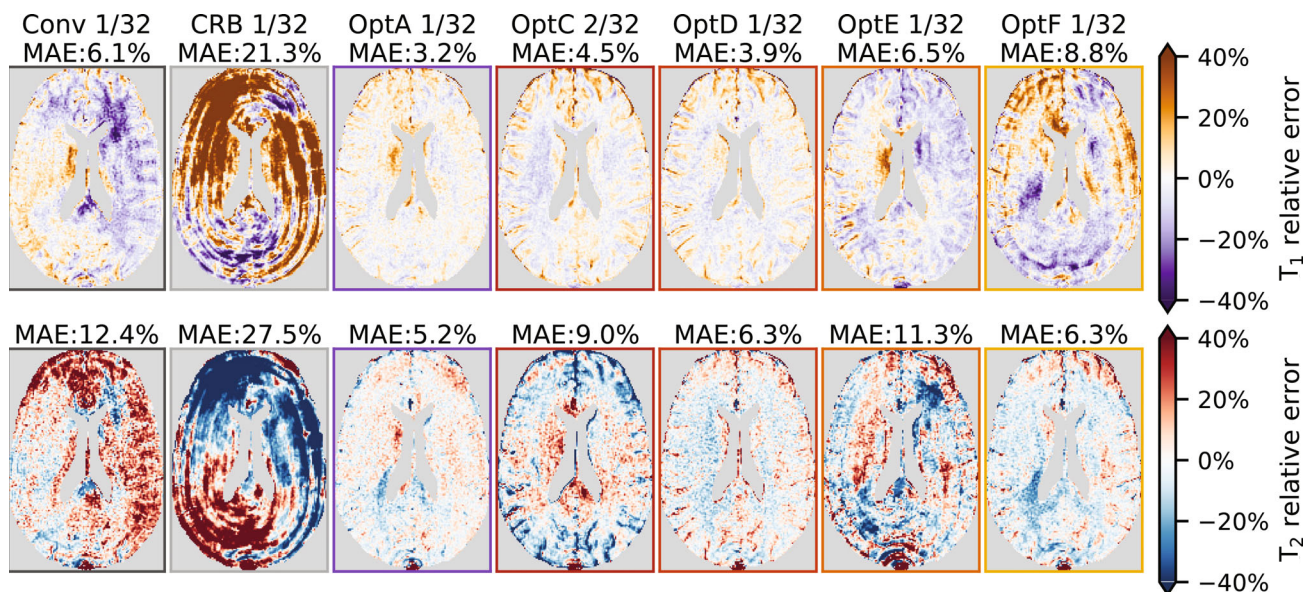 Conv 1/32 CRB 1/32 OptA 1/32 OptC 2/32 OptD 1/32 OptE 1/32 OptF 1/32
MAE:6.1% MAE:21.3% MAE:3.2% MAE:4.5% MAE:3.9% MAE:6.5% MAE:8.8%
40%
20%
0%
−20%
−40%
T₁ relative error
MAE:12.4% MAE:27.5% MAE:5.2% MAE:9.0% MAE:6.3% MAE:11.3% MAE:6.3%
40%
20%
0%
−20%
−40%
T₂ relative error